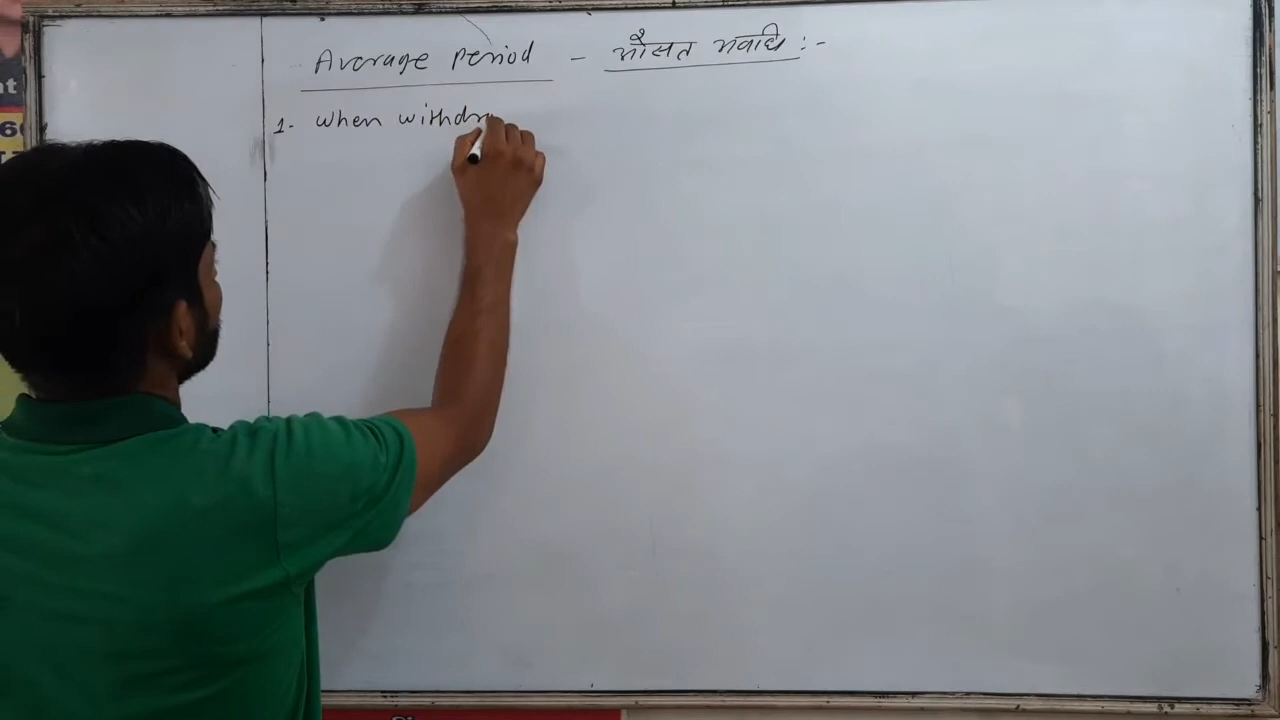 Average Period - औसत अवधि :-
1. When withdr